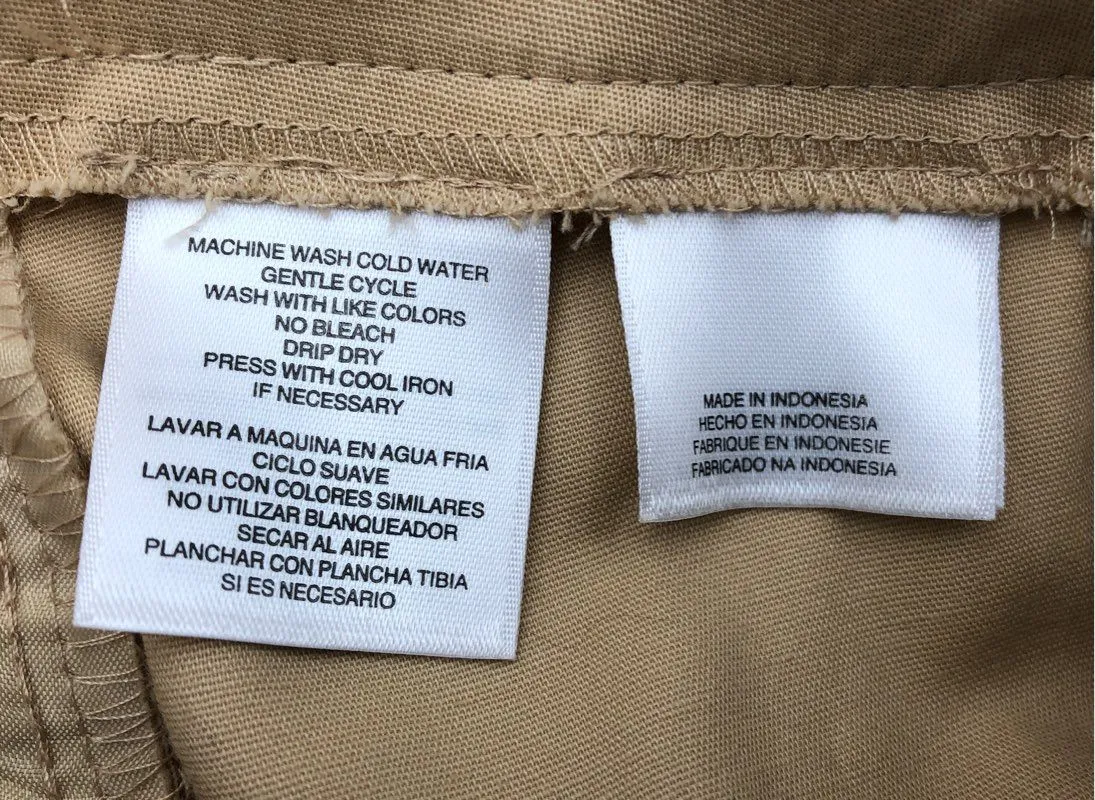 MACHINE WASH COLD WATER
GENTLE CYCLE
WASH WITH LIKE COLORS
NO BLEACH
DRIP DRY
PRESS WITH COOL IRON
IF NECESSARY
LAVAR A MAQUINA EN AGUA FRIA
CICLO SUAVE
LAVAR CON COLORES SIMILARES
NO UTILIZAR BLANQUEADOR
SECAR AL AIRE
PLANCHAR CON PLANCHA TIBIA
SI ES NECESARIO
MADE IN INDONESIA
HECHO EN INDONESIA
FABRIQUE EN INDONESIE
FABRICADO NA INDONESIA